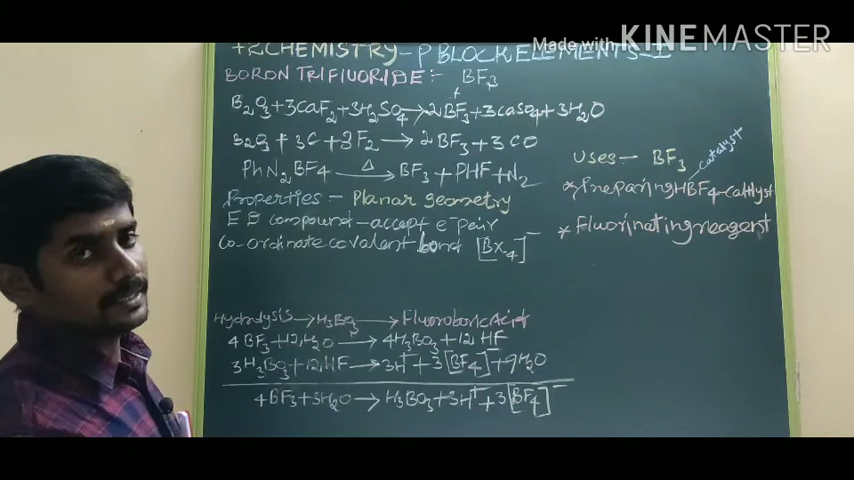 Made with KINEMASTER
+2 CHEMISTRY - P BLOCK ELEMENTS-I
BORON TRIFLUORIDE :- BF3
B2O3+3CaF2+3H2SO4→2BF3+3CaSO4+3H2O
B2O3+3C+3F2→2BF3+3CO
PhN2BF4 —Δ→ BF3+PHF+N2
Properties - Planar geometry
ED compound - accept e- pair
Co-ordinate covalent bond [BX4]−
Uses - BF3
catalyst
* Preparing HBF4-catalyst
* Fluorinating reagent
Hydrolysis→H3BO3→Fluoroboric Acid
4BF3+12H2O→4H3BO3+12HF
3H3BO3+12HF→3H++3[BF4]−+9H2O
4BF3+3H2O→H3BO3+3H++3[BF4]−